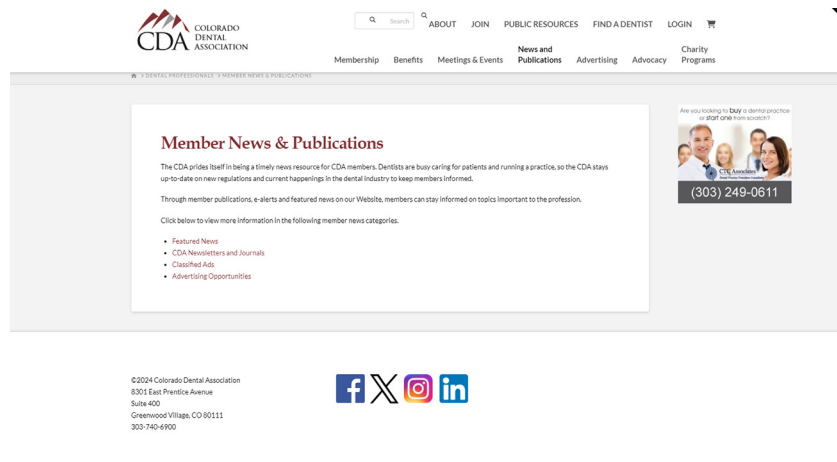 CDA
COLORADO
DENTAL
ASSOCIATION
Search
ABOUT JOIN PUBLIC RESOURCES FIND A DENTIST LOGIN
Membership Benefits Meetings & Events News and Publications Advertising Advocacy Charity Programs
> DENTAL PROFESSIONALS > MEMBER NEWS & PUBLICATIONS
Member News & Publications
The CDA prides itself in being a timely news resource for CDA members. Dentists are busy caring for patients and running a practice, so the CDA stays
up-to-date on new regulations and current happenings in the dental industry to keep members informed.
Through member publications, e-alerts and featured news on our Website, members can stay informed on topics important to the profession.
Click below to view more information in the following member news categories.
Featured News
CDA Newsletters and Journals
Classified Ads
Advertising Opportunities
Are you looking to buy a dental practice
or start one from scratch?
CTC Associates
(303) 249-0611
©2024 Colorado Dental Association
8301 East Prentice Avenue
Suite 400
Greenwood Village, CO 80111
303-740-6900